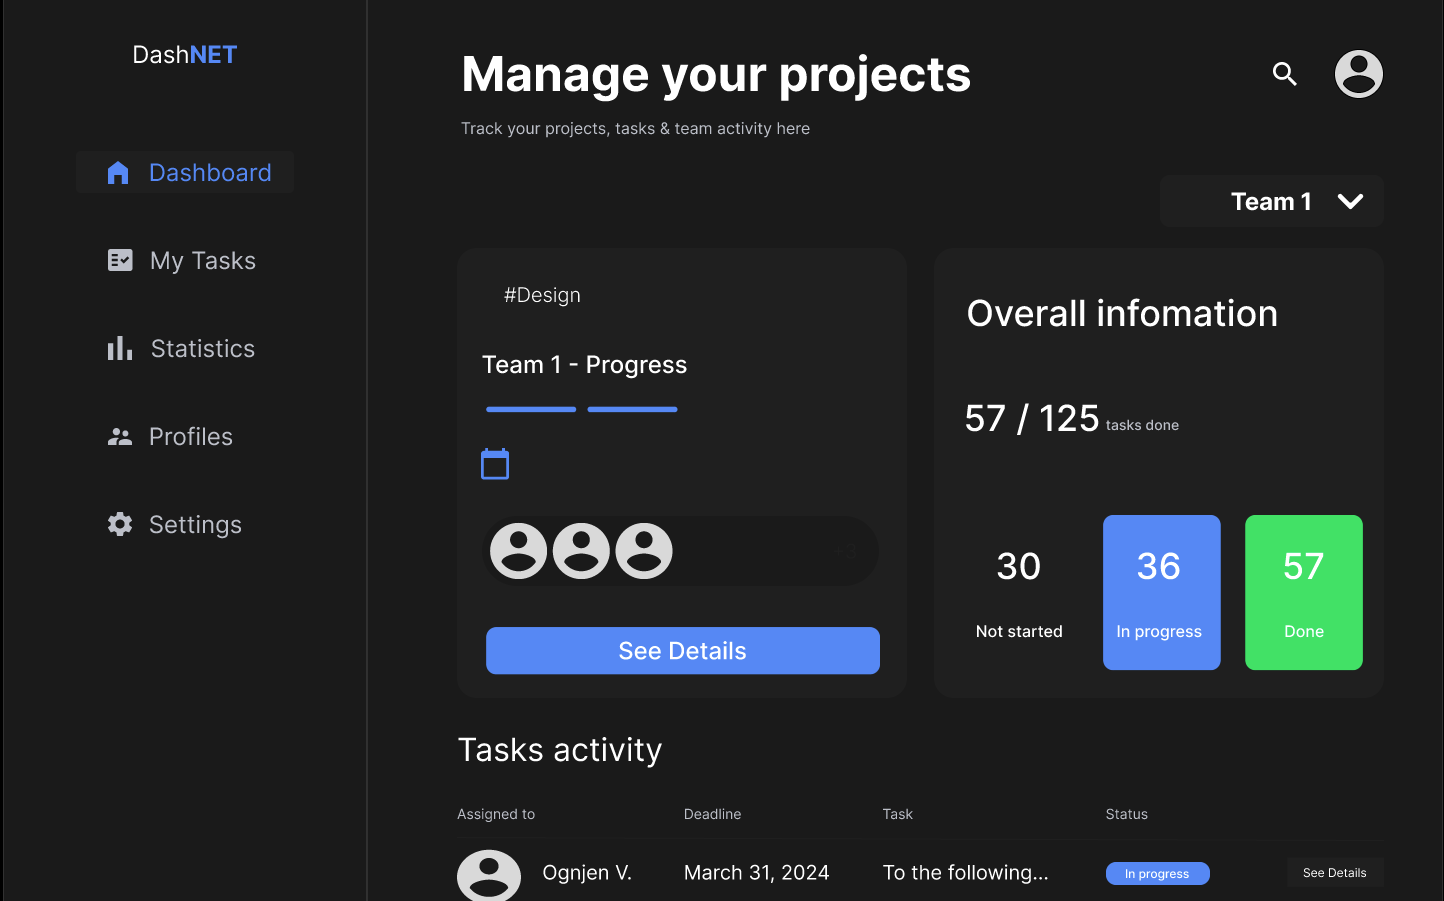 DashNET
Dashboard
My Tasks
Statistics
Profiles
Settings
Manage your projects
Track your projects, tasks & team activity here
Team 1
#Design
Team 1 - Progress
See Details
Overall infomation
57 / 125 tasks done
30
Not started
36
In progress
57
Done
Tasks activity
Assigned to Deadline Task Status
Ognjen V. March 31, 2024 To the following... In progress See Details